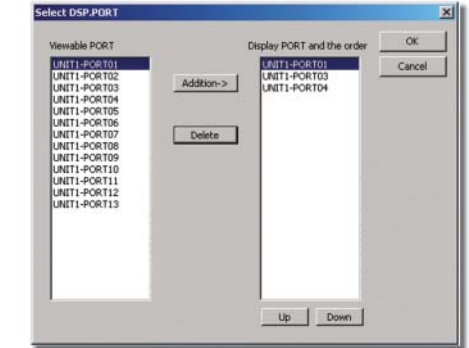 Select DSP.PORT
Viewable PORT
UNIT1-PORT01
UNIT1-PORT02
UNIT1-PORT03
UNIT1-PORT04
UNIT1-PORT05
UNIT1-PORT06
UNIT1-PORT07
UNIT1-PORT08
UNIT1-PORT09
UNIT1-PORT10
UNIT1-PORT11
UNIT1-PORT12
UNIT1-PORT13
Addition->
Delete
Display PORT and the order
UNIT1-PORT01
UNIT1-PORT03
UNIT1-PORT04
Up
Down
OK
Cancel